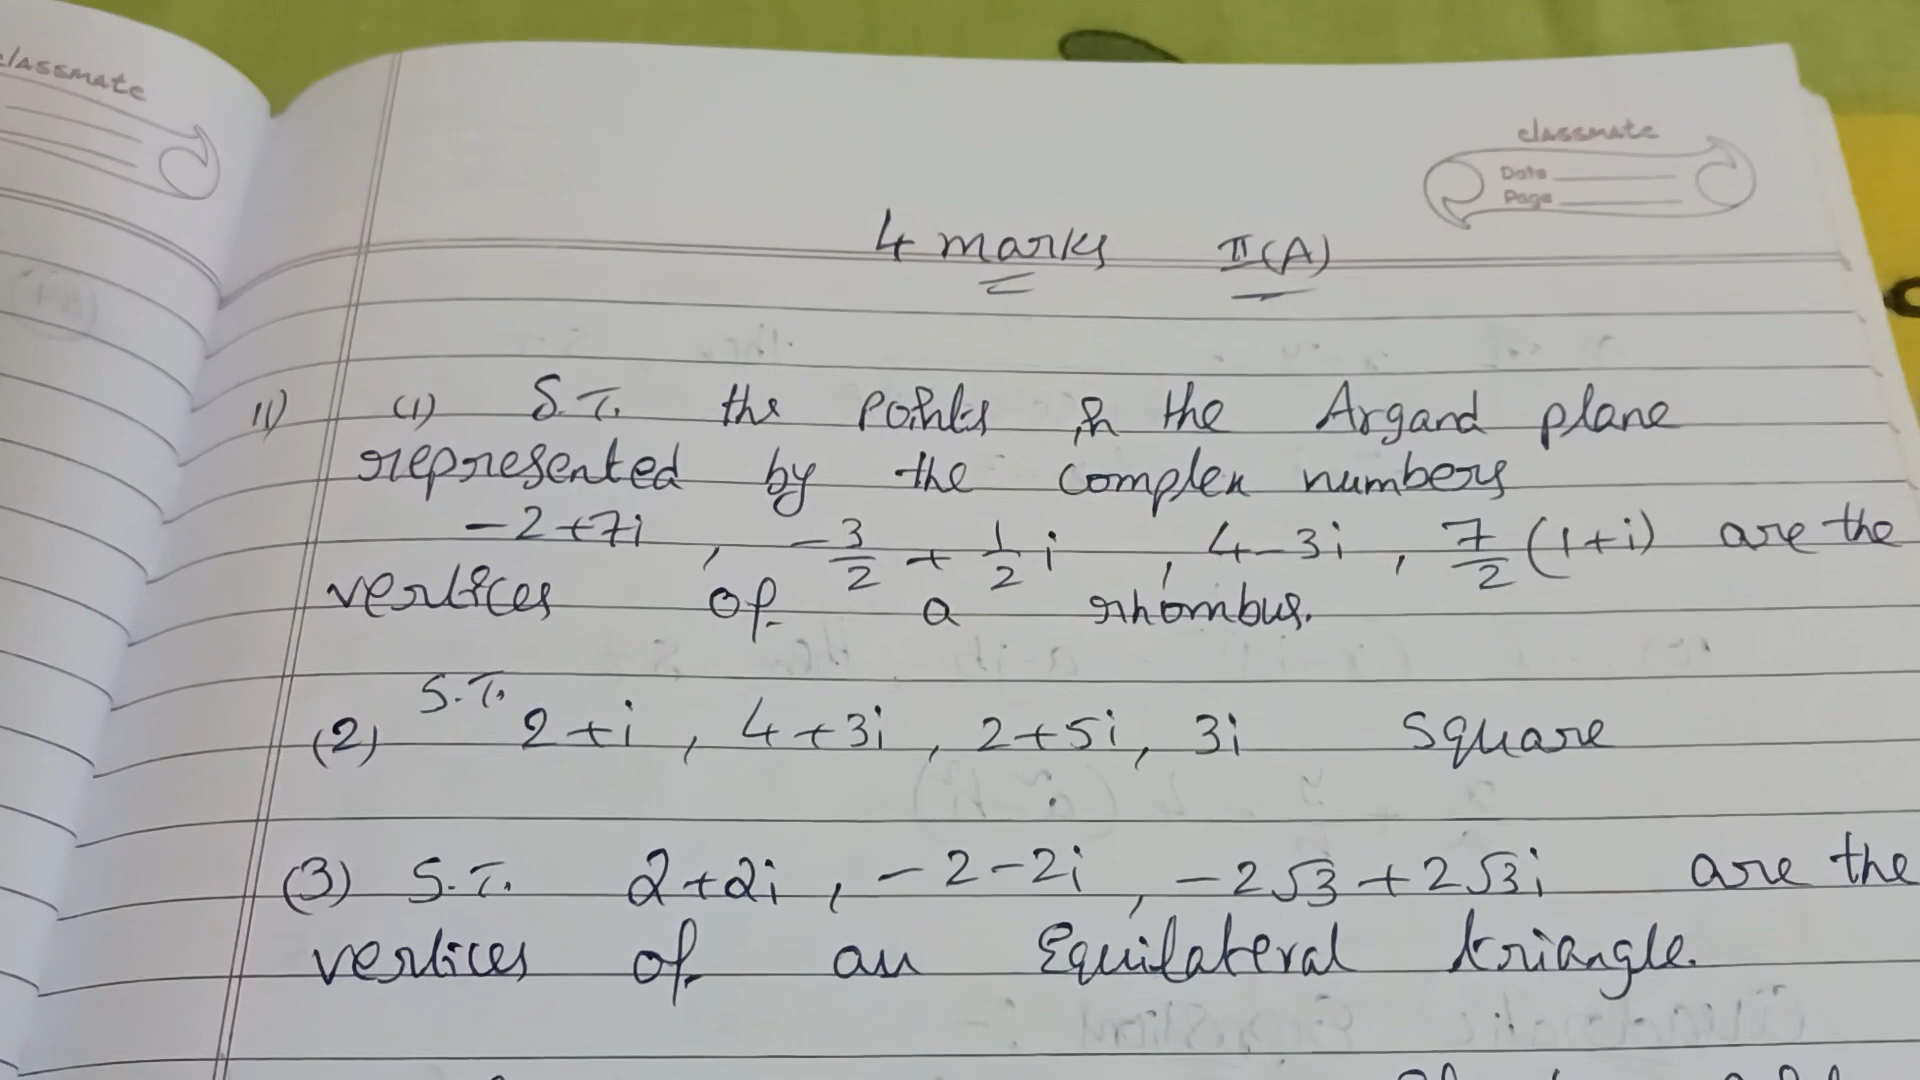 classmate
classmate
Date
Page
4 marks II(A)
11) (1) S.T. the points in the Argand plane
represented by the complex numbers
-2+7i, -3/2 + 1/2 i, 4-3i, 7/2 (1+i) are the
vertices of a rhombus.
(2) S.T. 2+i, 4+3i, 2+5i, 3i square
(3) S.T. 2+2i, -2-2i, -2√3+2√3i are the
vertices of an Equilateral triangle.